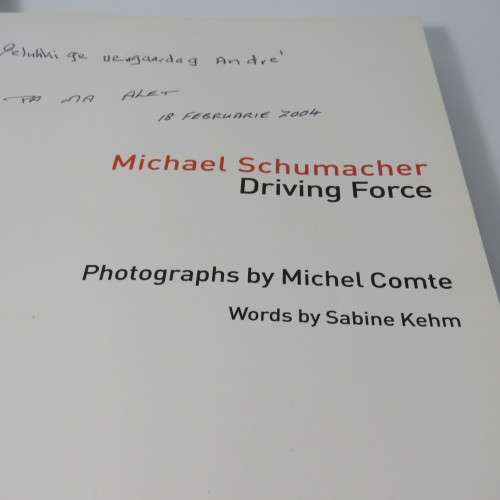 Gelukkige verjaardag André
PA MA ALET
18 FEBRUARIE 2004
Michael Schumacher
Driving Force
Photographs by Michel Comte
Words by Sabine Kehm